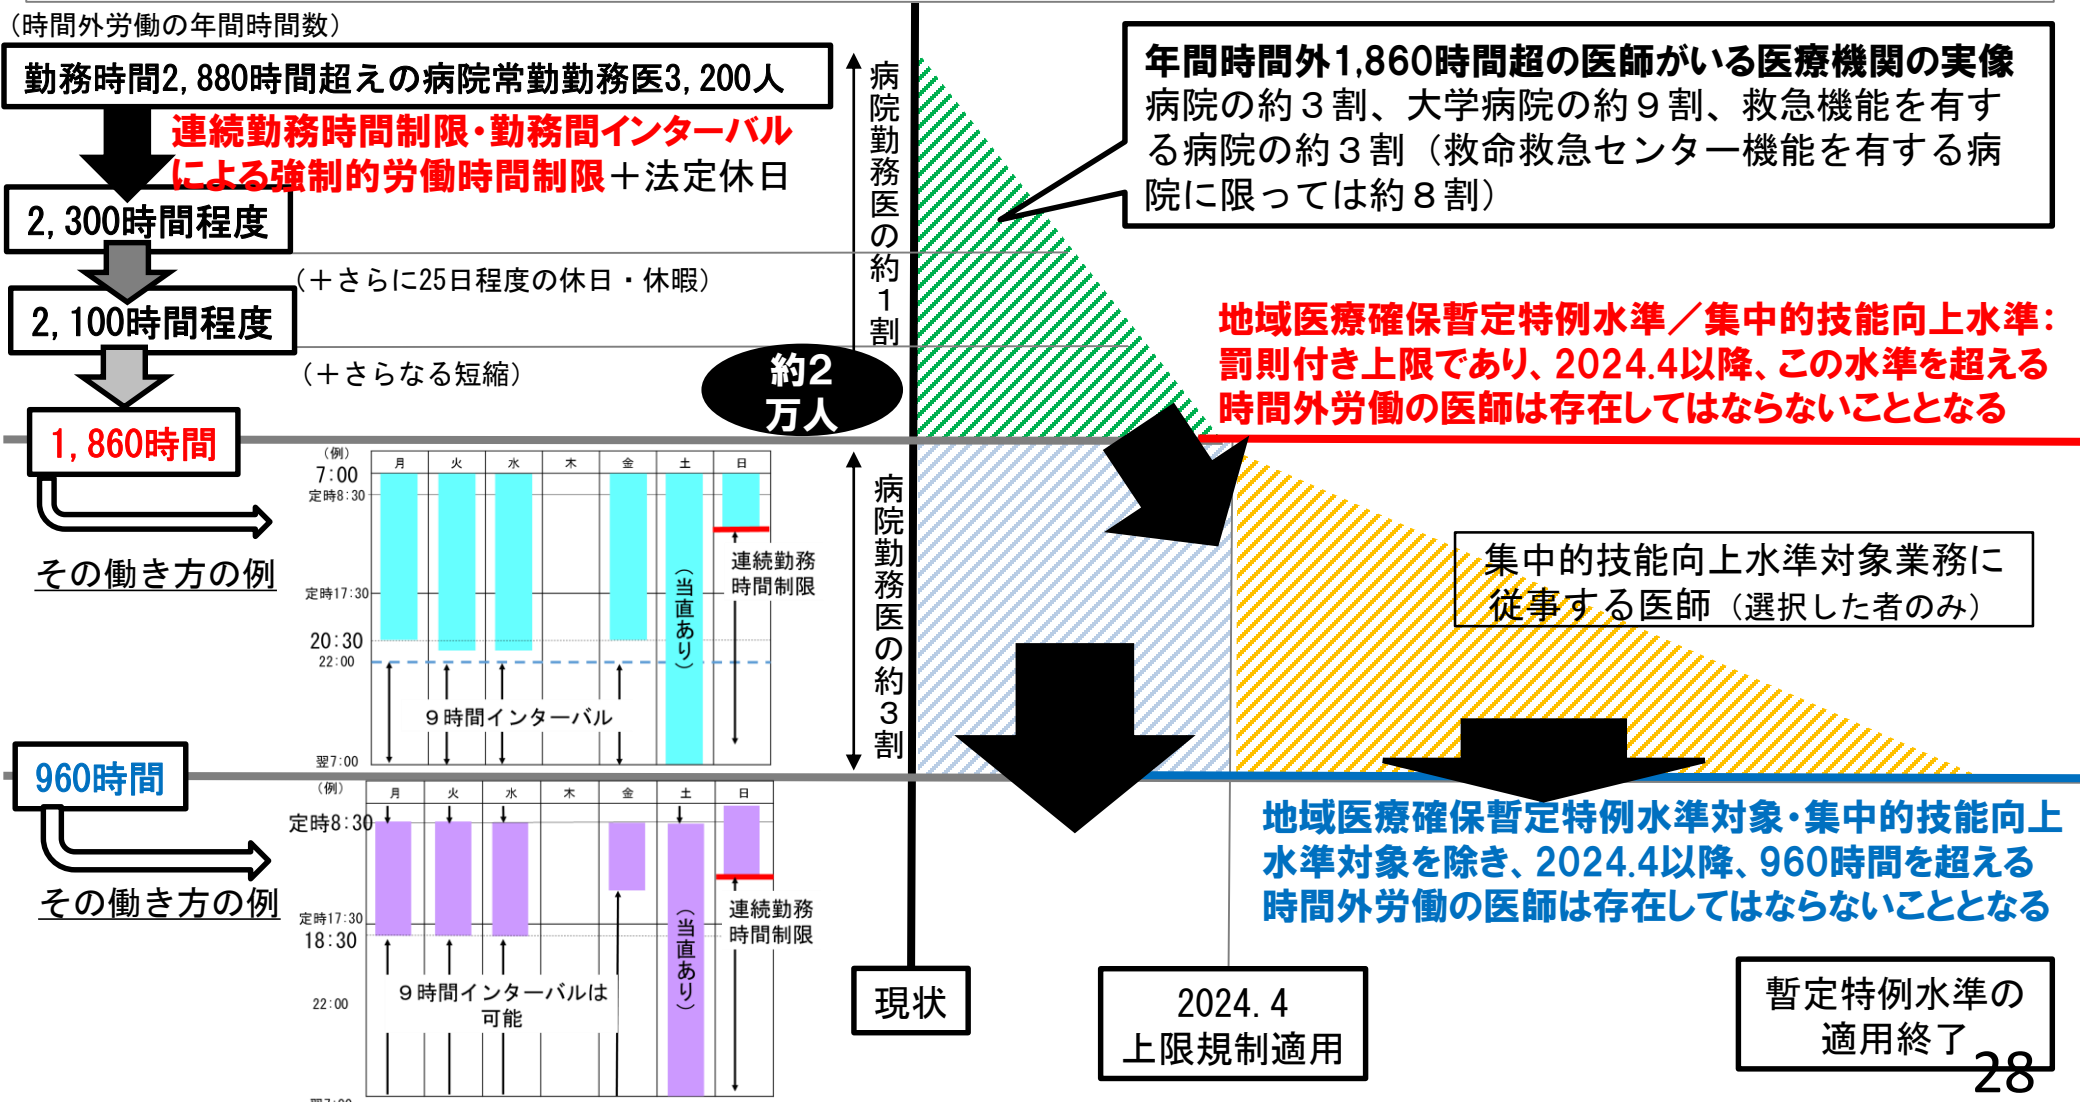 （時間外労働の年間時間数）
勤務時間2,880時間超えの病院常勤勤務医3,200人
連続勤務時間制限・勤務間インターバル
による強制的労働時間制限＋法定休日
2,300時間程度
（＋さらに25日程度の休日・休暇）
2,100時間程度
（＋さらなる短縮）
1,860時間
その働き方の例
病院勤務医の約１割
約２
万人
病院勤務医の約３割
年間時間外1,860時間超の医師がいる医療機関の実像
病院の約３割、大学病院の約９割、救急機能を有す
る病院の約３割（救命救急センター機能を有する病
院に限っては約８割）
地域医療確保暫定特例水準／集中的技能向上水準：
罰則付き上限であり、2024.4以降、この水準を超える
時間外労働の医師は存在してはならないこととなる
（例）
月 火 水 木 金 土 日
7:00
定時8:30
定時17:30
20:30
22:00
翌7:00
（当直あり）
連続勤務
時間制限
９時間インターバル
集中的技能向上水準対象業務に
従事する医師（選択した者のみ）
960時間
その働き方の例
（例）
月 火 水 木 金 土 日
定時8:30
定時17:30
18:30
22:00
翌7:00
（当直あり）
連続勤務
時間制限
９時間インターバルは
可能
地域医療確保暫定特例水準対象・集中的技能向上
水準対象を除き、2024.4以降、960時間を超える
時間外労働の医師は存在してはならないこととなる
現状
2024.4
上限規制適用
暫定特例水準の
適用終了
28